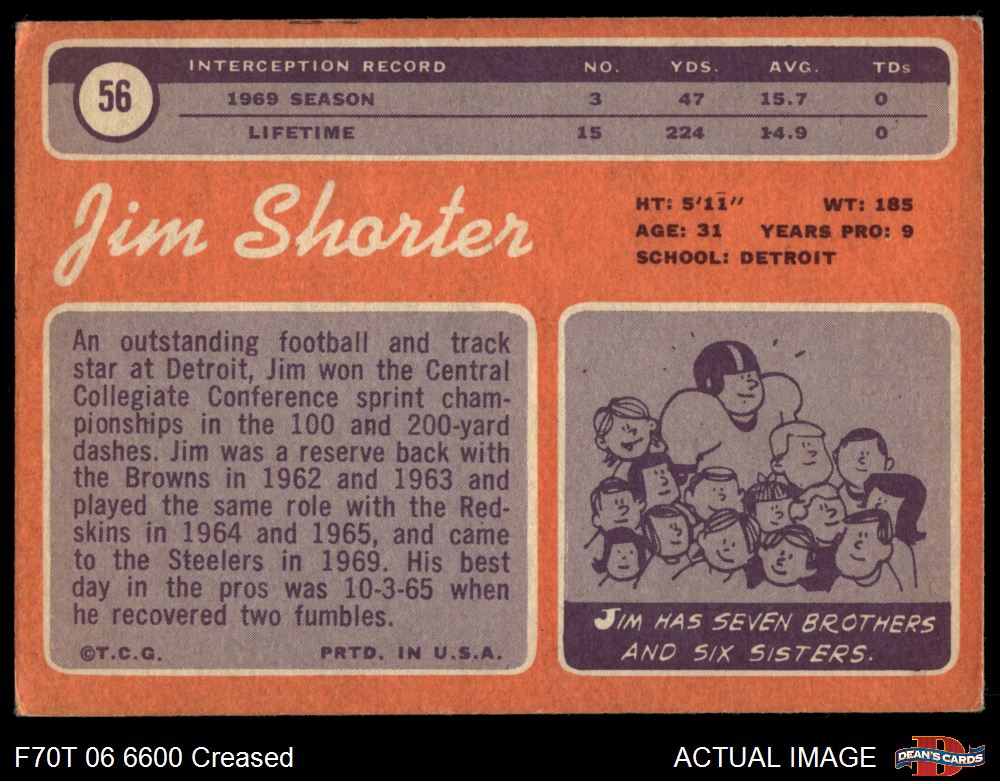 56
INTERCEPTION RECORD NO. YDS. AVG. TDs
1969 SEASON 3 47 15.7 0
LIFETIME 15 224 14.9 0
Jim Shorter
HT: 5'11" WT: 185
AGE: 31 YEARS PRO: 9
SCHOOL: DETROIT
An outstanding football and track
star at Detroit, Jim won the Central
Collegiate Conference sprint cham-
pionships in the 100 and 200-yard
dashes. Jim was a reserve back with
the Browns in 1962 and 1963 and
played the same role with the Red-
skins in 1964 and 1965, and came
to the Steelers in 1969. His best
day in the pros was 10-3-65 when
he recovered two fumbles.
©T.C.G. PRTD. IN U.S.A.
JIM HAS SEVEN BROTHERS
AND SIX SISTERS.
F70T 06 6600 Creased
ACTUAL IMAGE
D
DEAN'S CARDS